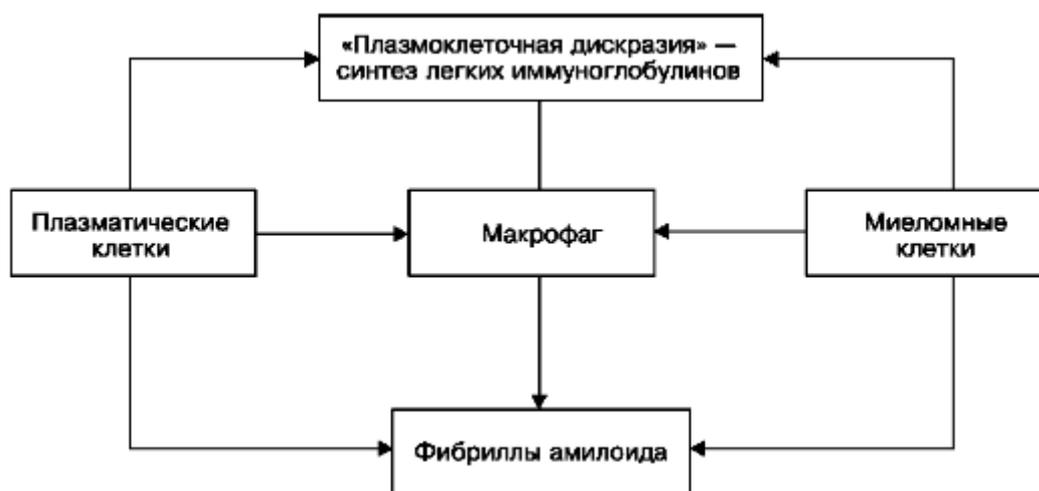 «Плазмоклеточная дискразия» —
синтез легких иммуноглобулинов
Плазматические
клетки
Макрофаг
Миеломные
клетки
Фибриллы амилоида